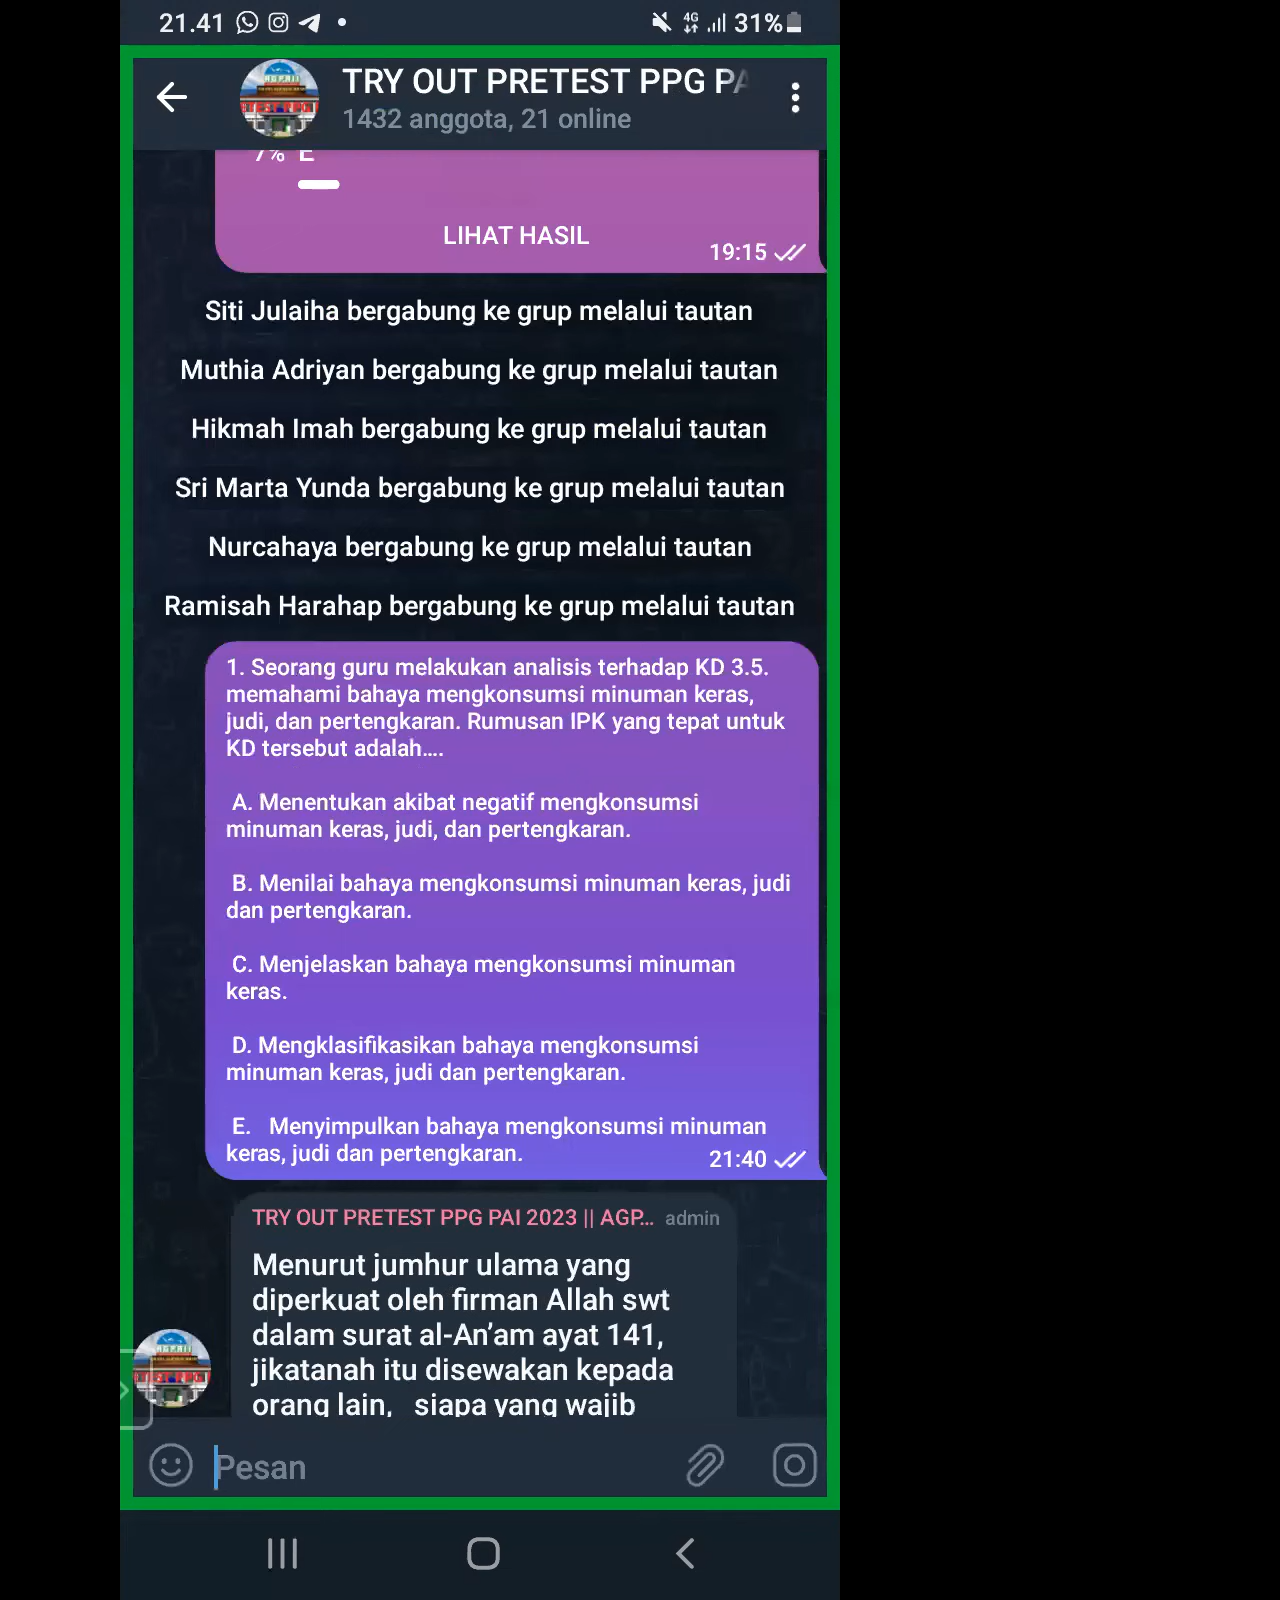 21.41
4G
31%
TRY OUT PRETEST PPG PA
1432 anggota, 21 online
7% E
LIHAT HASIL
19:15
Siti Julaiha bergabung ke grup melalui tautan
Muthia Adriyan bergabung ke grup melalui tautan
Hikmah Imah bergabung ke grup melalui tautan
Sri Marta Yunda bergabung ke grup melalui tautan
Nurcahaya bergabung ke grup melalui tautan
Ramisah Harahap bergabung ke grup melalui tautan
1. Seorang guru melakukan analisis terhadap KD 3.5.
memahami bahaya mengkonsumsi minuman keras,
judi, dan pertengkaran. Rumusan IPK yang tepat untuk
KD tersebut adalah....
A. Menentukan akibat negatif mengkonsumsi
minuman keras, judi, dan pertengkaran.
B. Menilai bahaya mengkonsumsi minuman keras, judi
dan pertengkaran.
C. Menjelaskan bahaya mengkonsumsi minuman
keras.
D. Mengklasifikasikan bahaya mengkonsumsi
minuman keras, judi dan pertengkaran.
E. Menyimpulkan bahaya mengkonsumsi minuman
keras, judi dan pertengkaran.
21:40
TRY OUT PRETEST PPG PAI 2023 || AGP... admin
Menurut jumhur ulama yang
diperkuat oleh firman Allah swt
dalam surat al-An’am ayat 141,
jikatanah itu disewakan kepada
orang lain, siapa yang wajib
Pesan